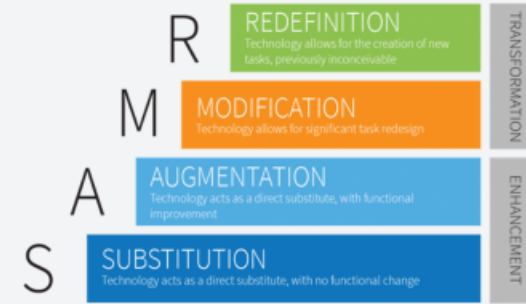 R
REDEFINITION
Technology allows for the creation of new
tasks, previously inconceivable
M
MODIFICATION
Technology allows for significant task redesign
TRANSFORMATION
A
AUGMENTATION
Technology acts as a direct substitute, with functional
improvement
S
SUBSTITUTION
Technology acts as a direct substitute, with no functional change
ENHANCEMENT